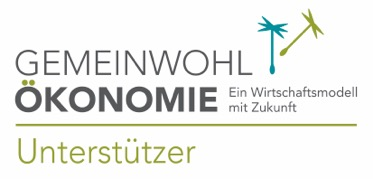 GEMEINWOHL
ÖKONOMIE
Ein Wirtschaftsmodell
mit Zukunft
Unterstützer